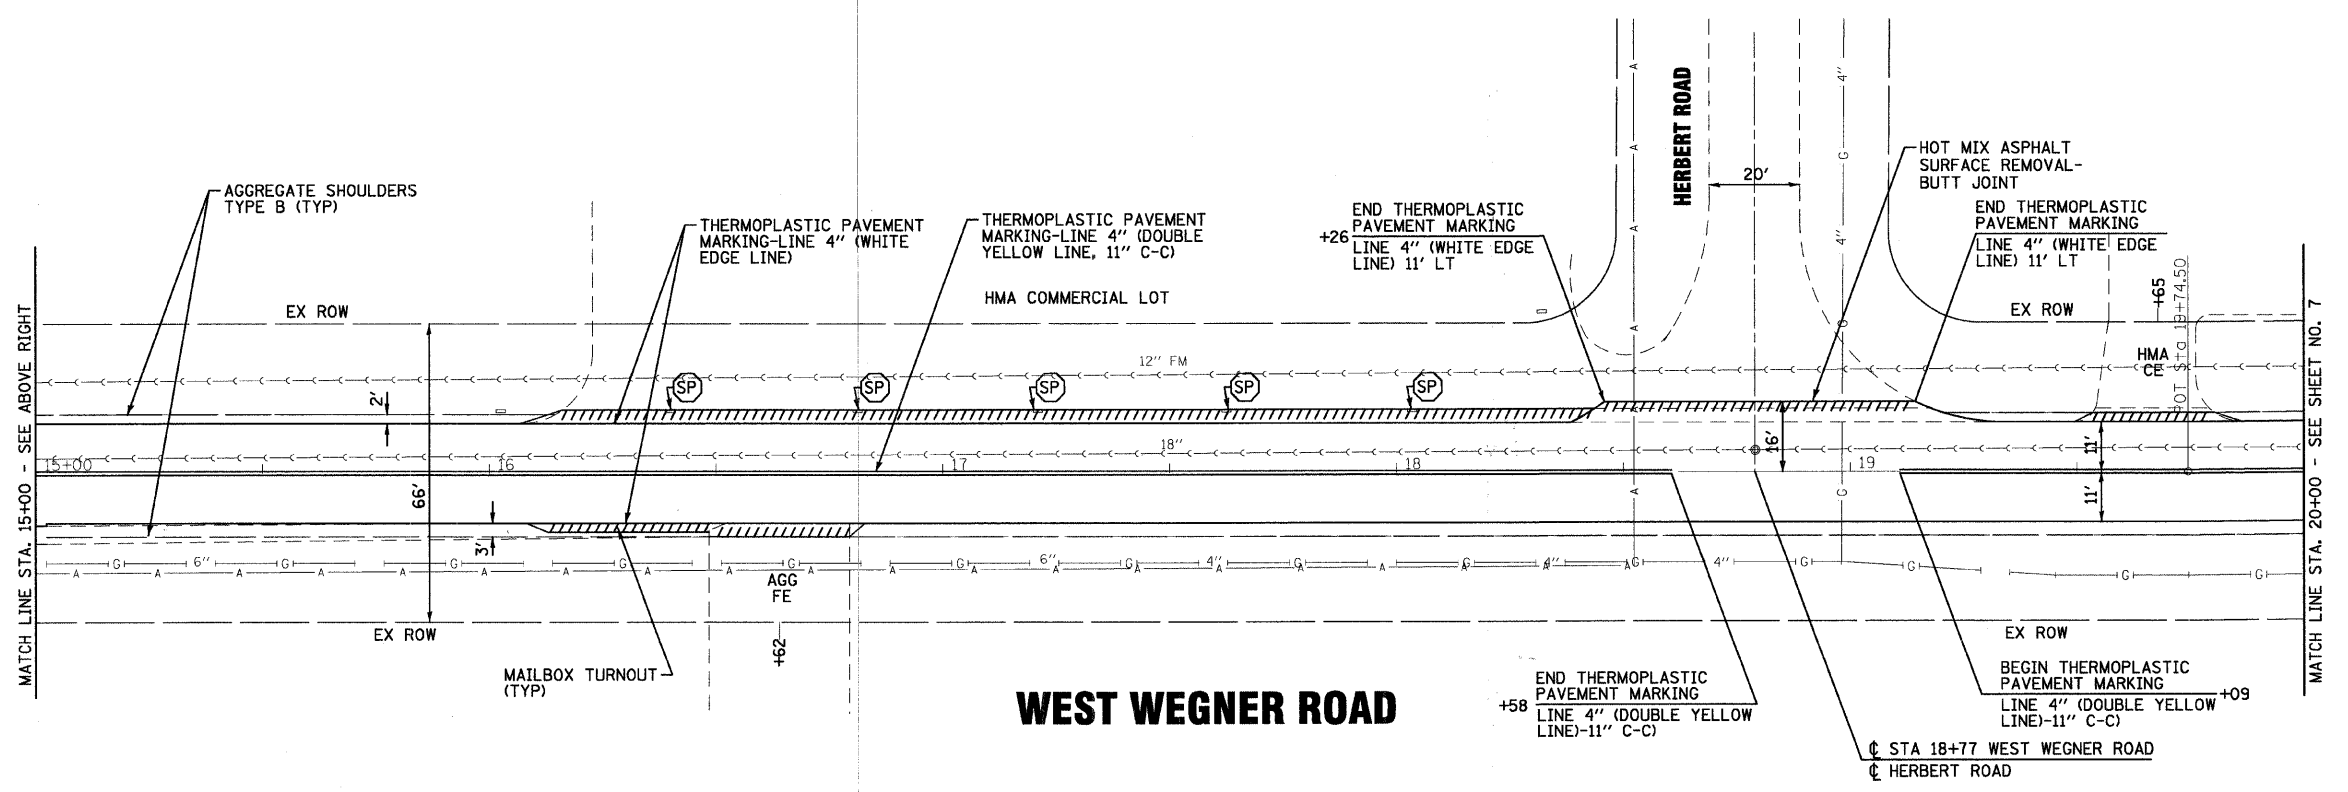 HERBERT ROAD
20'
HOT MIX ASPHALT
SURFACE REMOVAL-
BUTT JOINT
AGGREGATE SHOULDERS
TYPE B (TYP)
THERMOPLASTIC PAVEMENT
MARKING-LINE 4" (WHITE
EDGE LINE)
THERMOPLASTIC PAVEMENT
MARKING-LINE 4" (DOUBLE
YELLOW LINE, 11" C-C)
END THERMOPLASTIC
PAVEMENT MARKING
+26
LINE 4" (WHITE EDGE
LINE) 11' LT
END THERMOPLASTIC
PAVEMENT MARKING
LINE 4" (WHITE EDGE
LINE) 11' LT
A
A
A
A
A
A
A
4"
G
4"
G
G
HMA COMMERCIAL LOT
EX ROW
EX ROW
+65
POT Sta 19+74.50
HMA
CE
12" FM
SP
SP
SP
SP
SP
2'
18"
16'
11'
11'
15+00
16
17
18
19
66'
3'
G 6" G G G G G 6" G 4" G G 4" G 4" G G G G
A A A A A A A A A A A A A A A A A A A
AGG
FE
+62
EX ROW
EX ROW
MAILBOX TURNOUT
(TYP)
WEST WEGNER ROAD
END THERMOPLASTIC
PAVEMENT MARKING
+58
LINE 4" (DOUBLE YELLOW
LINE)-11" C-C)
BEGIN THERMOPLASTIC
PAVEMENT MARKING
+09
LINE 4" (DOUBLE YELLOW
LINE)-11" C-C)
℄ STA 18+77 WEST WEGNER ROAD
℄ HERBERT ROAD
MATCH LINE STA. 15+00 - SEE ABOVE RIGHT
MATCH LINE STA. 20+00 - SEE SHEET NO. 7